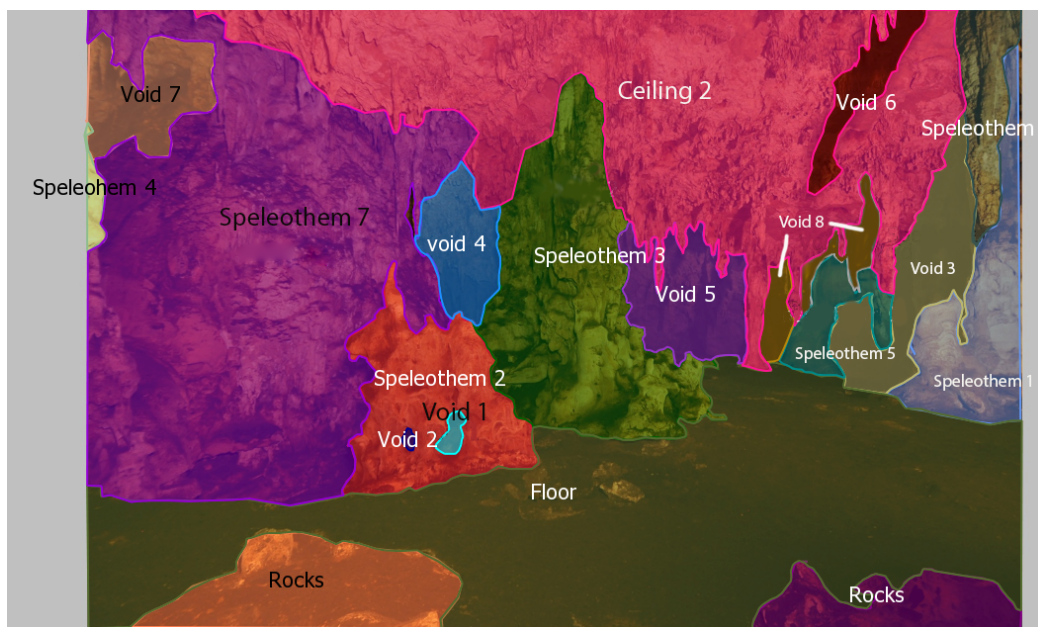 Ceiling 2
Void 7
Void 6
Speleothem
Speleohem 4
Speleothem 7
Void 8
void 4
Speleothem 3
Void 3
Void 5
Speleothem 5
Speleothem 2
Speleothem 1
Void 1
Void 2
Floor
Rocks
Rocks